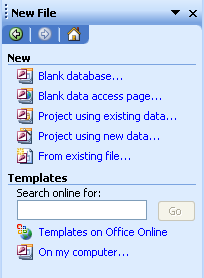 New File
New
Blank database...
Blank data access page...
Project using existing data...
Project using new data...
From existing file...
Templates
Search online for:
Go
Templates on Office Online
On my computer...